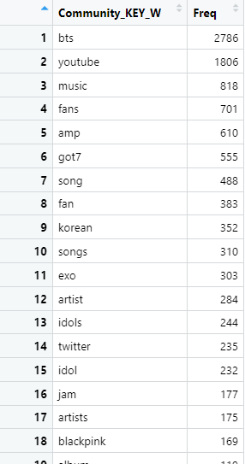 Community_KEY_W Freq
1 bts 2786
2 youtube 1806
3 music 818
4 fans 701
5 amp 610
6 got7 555
7 song 488
8 fan 383
9 korean 352
10 songs 310
11 exo 303
12 artist 284
13 idols 244
14 twitter 235
15 idol 232
16 jam 177
17 artists 175
18 blackpink 169